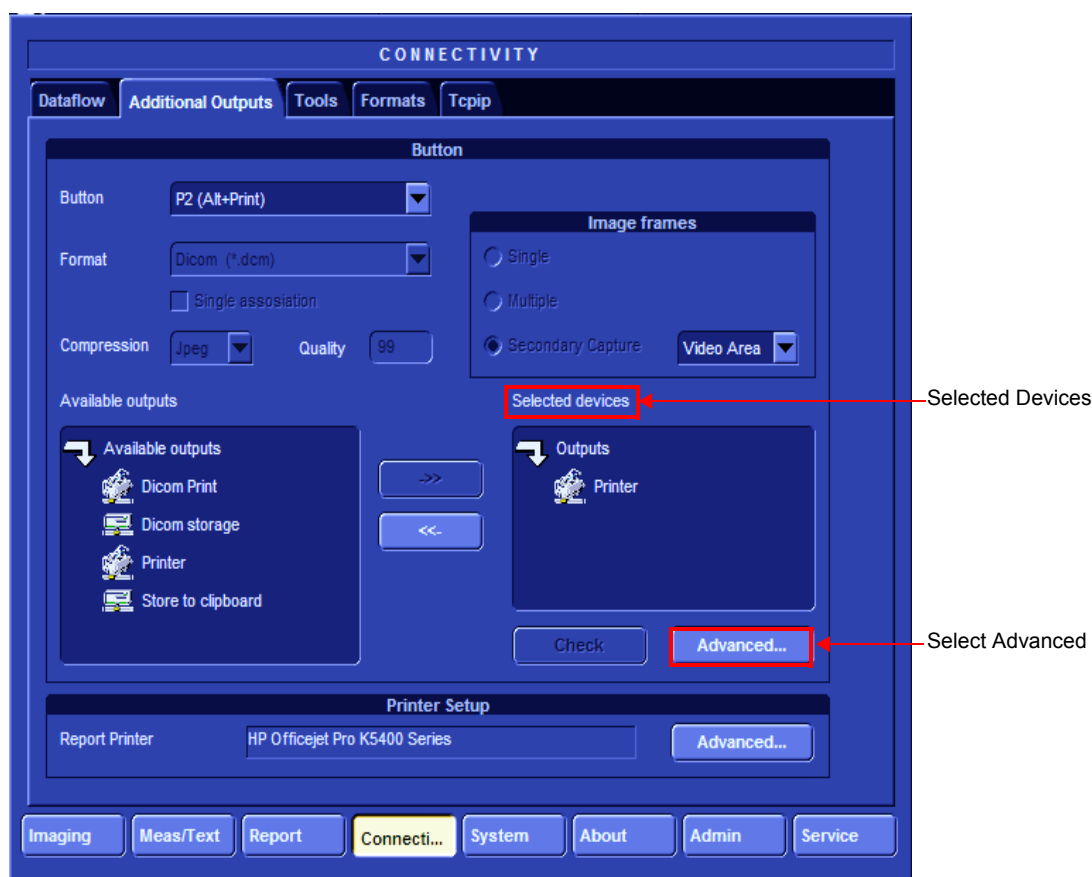 CONNECTIVITY
Dataflow Additional Outputs Tools Formats Tcpip
Button
Button P2 (Alt+Print)
Image frames
Format Dicom (*.dcm) Single
Single assosiation Multiple
Compression Jpeg Quality 99 Secondary Capture Video Area
Available outputs Selected devices Selected Devices
Available outputs
Dicom Print
Dicom storage
Printer
Store to clipboard
->>
<<-
Outputs
Printer
Check Advanced... Select Advanced
Printer Setup
Report Printer HP Officejet Pro K5400 Series Advanced...
Imaging Meas/Text Report Connecti... System About Admin Service